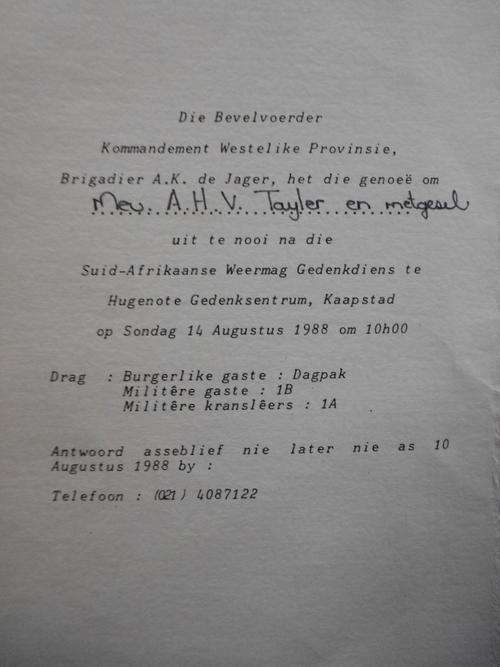 Die Bevelvoerder
Kommandement Westelike Provinsie,
Brigadier A.K. de Jager, het die genoeë om
Mev. A.H.V. Tayler en metgesel
uit te nooi na die
Suid-Afrikaanse Weermag Gedenkdiens te
Hugenote Gedenksentrum, Kaapstad
op Sondag 14 Augustus 1988 om 10h00
Drag : Burgerlike gaste : Dagpak
Militêre gaste : 1B
Militêre kranslêers : 1A
Antwoord asseblief nie later nie as 10
Augustus 1988 by :
Telefoon : (021) 4087122